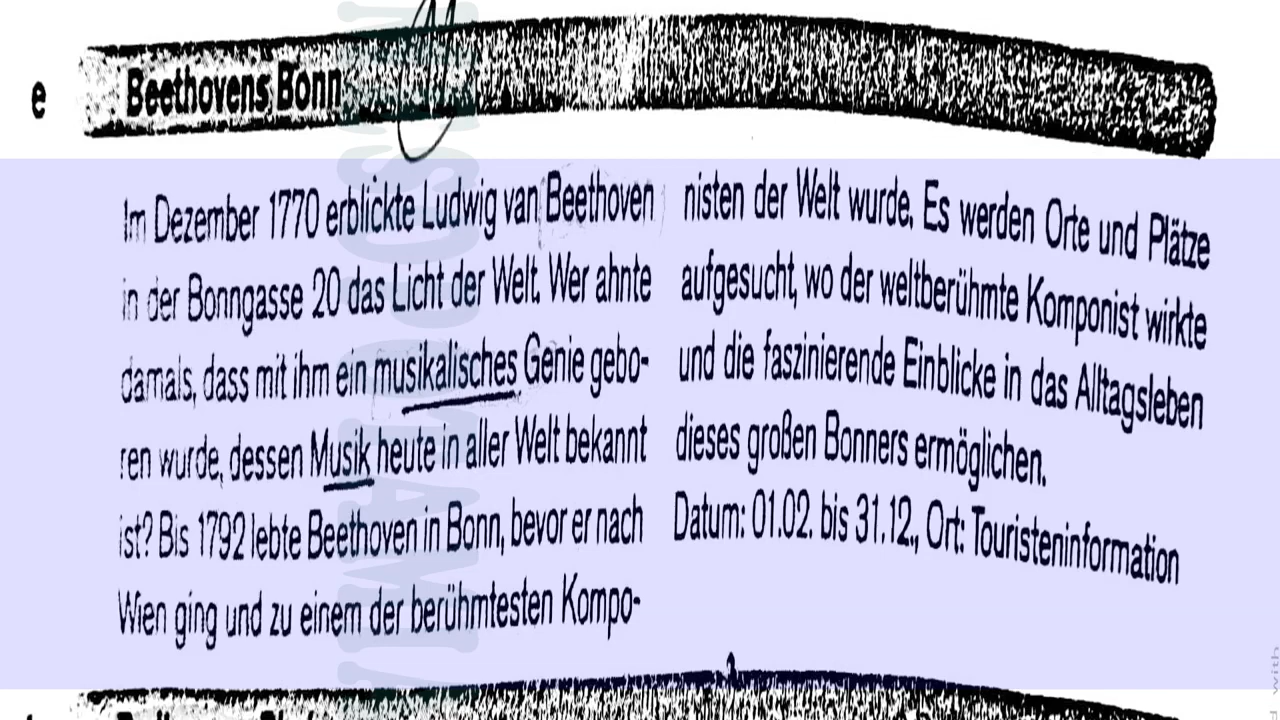 e
Beethovens Bonn
Im Dezember 1770 erblickte Ludwig van Beethoven
in der Bonngasse 20 das Licht der Welt. Wer ahnte
damals, dass mit ihm ein musikalisches Genie gebo-
ren wurde, dessen Musik heute in aller Welt bekannt
ist? Bis 1792 lebte Beethoven in Bonn, bevor er nach
Wien ging und zu einem der berühmtesten Kompo-
nisten der Welt wurde. Es werden Orte und Plätze
aufgesucht, wo der weltberühmte Komponist wirkte
und die faszinierende Einblicke in das Alltagsleben
dieses großen Bonners ermöglichen.
Datum: 01.02. bis 31.12., Ort: Touristeninformation